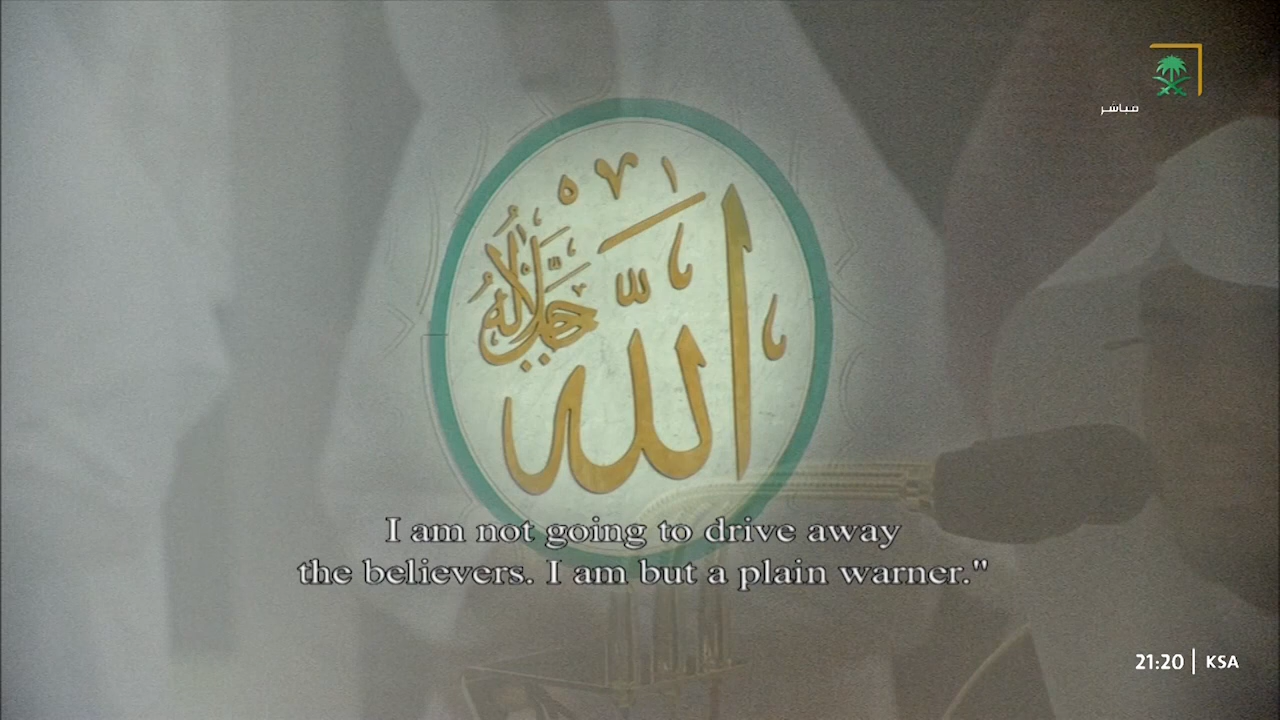 مباشر
الله
جل جلاله
I am not going to drive away
the believers. I am but a plain warner."
21:20 | KSA